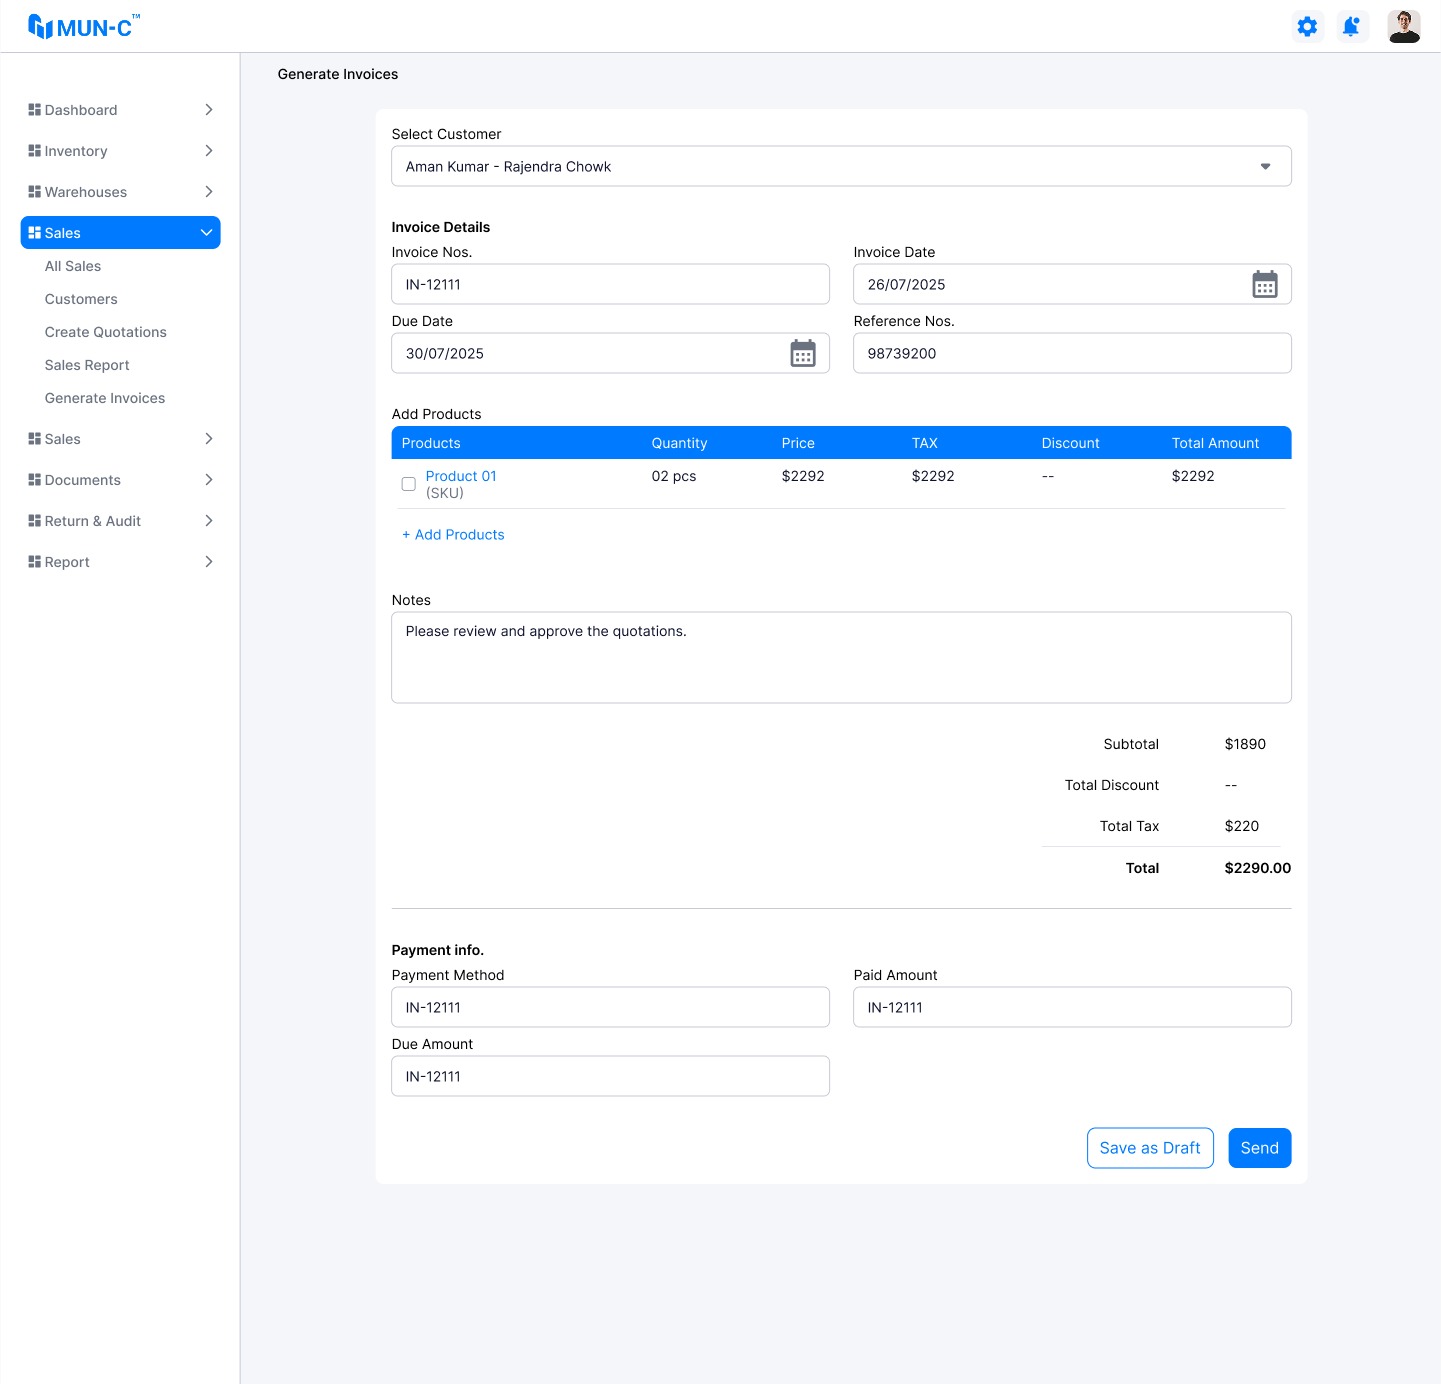 MUN-C™
Generate Invoices
Dashboard
Inventory
Warehouses
Sales
All Sales
Customers
Create Quotations
Sales Report
Generate Invoices
Sales
Documents
Return & Audit
Report
Select Customer
Aman Kumar - Rajendra Chowk
Invoice Details
Invoice Nos. Invoice Date
IN-12111 26/07/2025
Due Date Reference Nos.
30/07/2025 98739200
Add Products
Products Quantity Price TAX Discount Total Amount
Product 01 02 pcs $2292 $2292 -- $2292
(SKU)
+ Add Products
Notes
Please review and approve the quotations.
Subtotal $1890
Total Discount --
Total Tax $220
Total $2290.00
Payment info.
Payment Method Paid Amount
IN-12111 IN-12111
Due Amount
IN-12111
Save as Draft Send